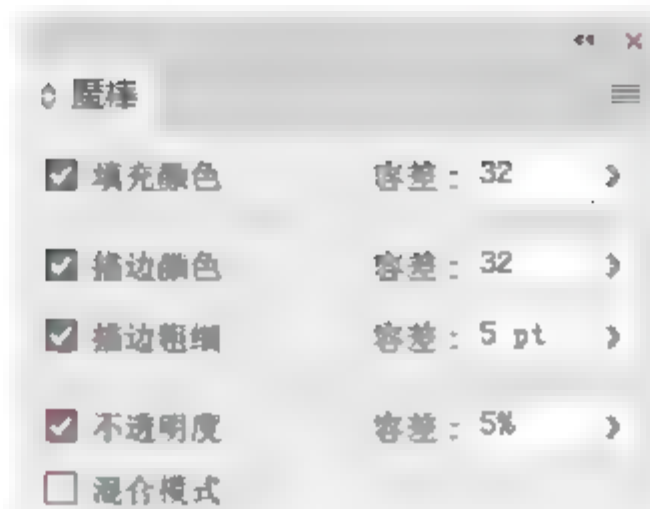 魔棒
填充颜色 容差: 32
描边颜色 容差: 32
描边粗细 容差: 5 pt
不透明度 容差: 5%
混合模式